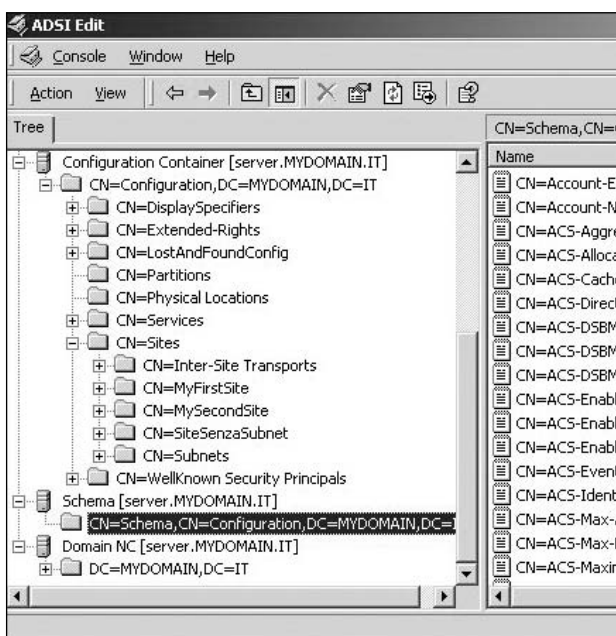 ADSI Edit
Console Window Help
Action View
Tree
CN=Schema,CN=
Configuration Container [server.MYDOMAIN.IT]
CN=Configuration,DC=MYDOMAIN,DC=IT
CN=DisplaySpecifiers
CN=Extended-Rights
CN=LostAndFoundConfig
CN=Partitions
CN=Physical Locations
CN=Services
CN=Sites
CN=Inter-Site Transports
CN=MyFirstSite
CN=MySecondSite
CN=SiteSenzaSubnet
CN=Subnets
CN=WellKnown Security Principals
Schema [server.MYDOMAIN.IT]
CN=Schema,CN=Configuration,DC=MYDOMAIN,DC=
Domain NC [server.MYDOMAIN.IT]
DC=MYDOMAIN,DC=IT
Name
CN=Account-E
CN=Account-N
CN=ACS-Aggre
CN=ACS-Alloca
CN=ACS-Cach
CN=ACS-Direc
CN=ACS-DSBM
CN=ACS-DSBM
CN=ACS-DSBM
CN=ACS-Enabl
CN=ACS-Enabl
CN=ACS-Enabl
CN=ACS-Event
CN=ACS-Ident
CN=ACS-Max-
CN=ACS-Max-
CN=ACS-Maxi